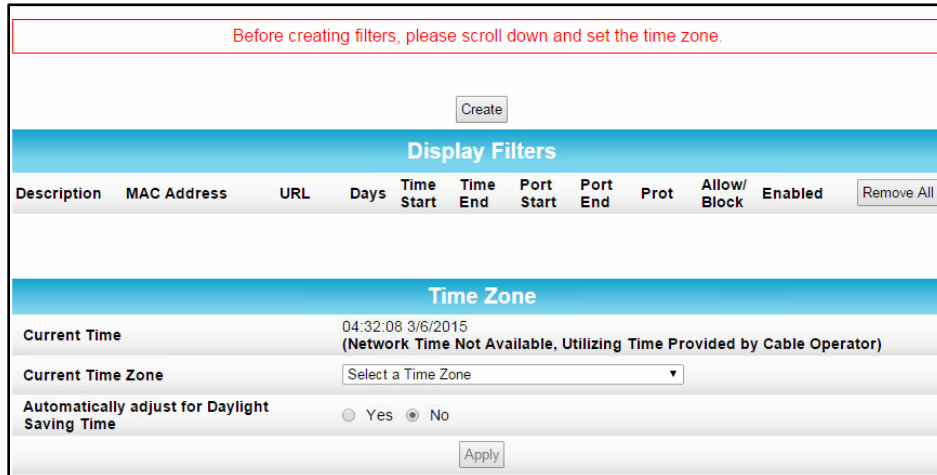 Before creating filters, please scroll down and set the time zone.
Create
Display Filters
Description MAC Address URL Days Time Start Time End Port Start Port End Prot Allow/ Block Enabled Remove All
Time Zone
Current Time 04:32:08 3/6/2015
(Network Time Not Available, Utilizing Time Provided by Cable Operator)
Current Time Zone Select a Time Zone
Automatically adjust for Daylight Saving Time Yes No
Apply